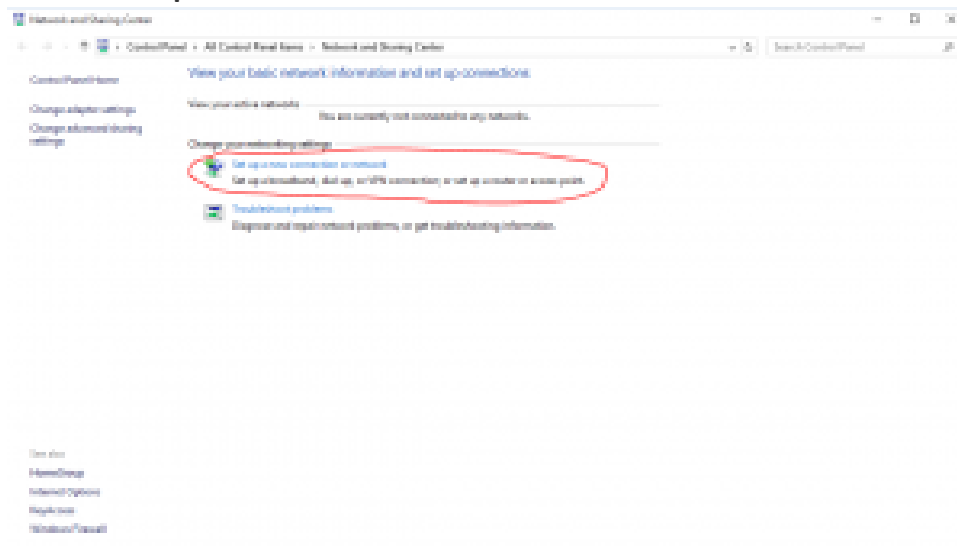 Network and Sharing Center
Control Panel › All Control Panel Items › Network and Sharing Center
Search Control Panel
Control Panel Home
View your basic network information and set up connections
Change adapter settings
View your active networks
Change advanced sharing settings
You are currently not connected to any networks.
Change your networking settings
Set up a new connection or network
Set up a broadband, dial-up, or VPN connection; or set up a router or access point.
Troubleshoot problems
Diagnose and repair network problems, or get troubleshooting information.
See also
HomeGroup
Internet Options
Windows Firewall